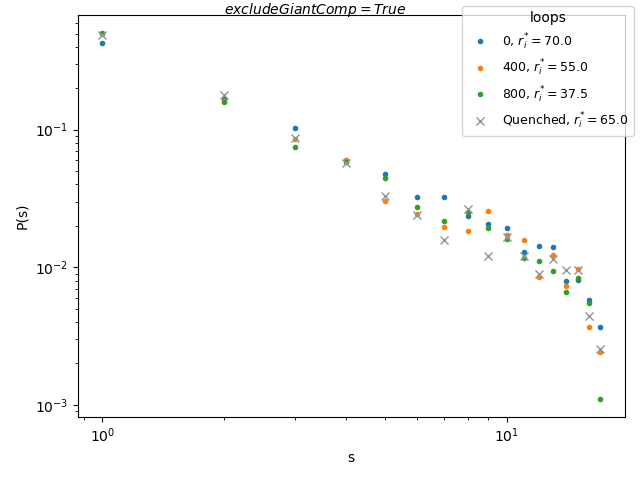 excludeGiantComp = True
loops
0, r_i^* = 70.0
400, r_i^* = 55.0
800, r_i^* = 37.5
Quenched, r_i^* = 65.0
P(s)
10^{-1}
10^{-2}
10^{-3}
10^0
10^1
s